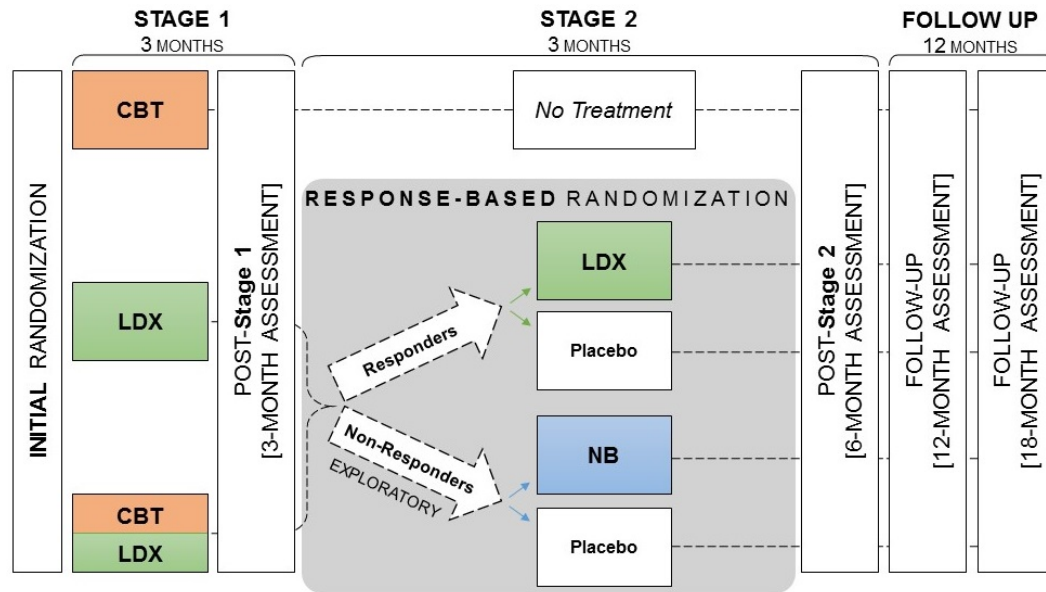 STAGE 1
3 MONTHS
STAGE 2
3 MONTHS
FOLLOW UP
12 MONTHS
INITIAL RANDOMIZATION
CBT
LDX
CBT
LDX
POST-Stage 1
[3-MONTH ASSESSMENT]
No Treatment
RESPONSE-BASED RANDOMIZATION
Responders
Non-Responders
EXPLORATORY
LDX
Placebo
NB
Placebo
POST-Stage 2
[6-MONTH ASSESSMENT]
FOLLOW-UP
[12-MONTH ASSESSMENT]
FOLLOW-UP
[18-MONTH ASSESSMENT]